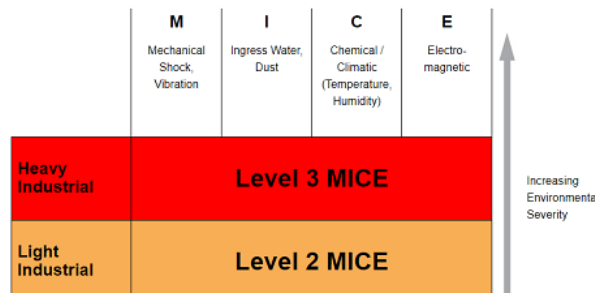 M
I
C
E
Mechanical
Shock,
Vibration
Ingress Water,
Dust
Chemical /
Climatic
(Temperature,
Humidity)
Electro-
magnetic
Heavy
Industrial
Level 3 MICE
Increasing
Environmenta
Severity
Light
Industrial
Level 2 MICE